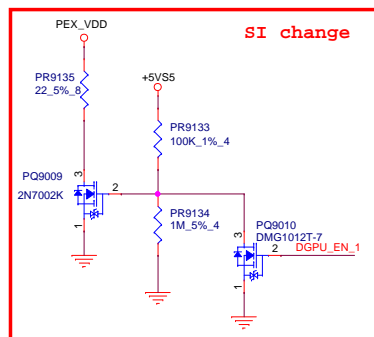 PEX_VDD
SI change
PR9135
22_5%_8
+5VS5
PR9133
100K_1%_4
PQ9009
2N7002K
3
2
1
PR9134
1M_5%_4
PQ9010
DMG1012T-7
3
2
DGPU_EN_1
1